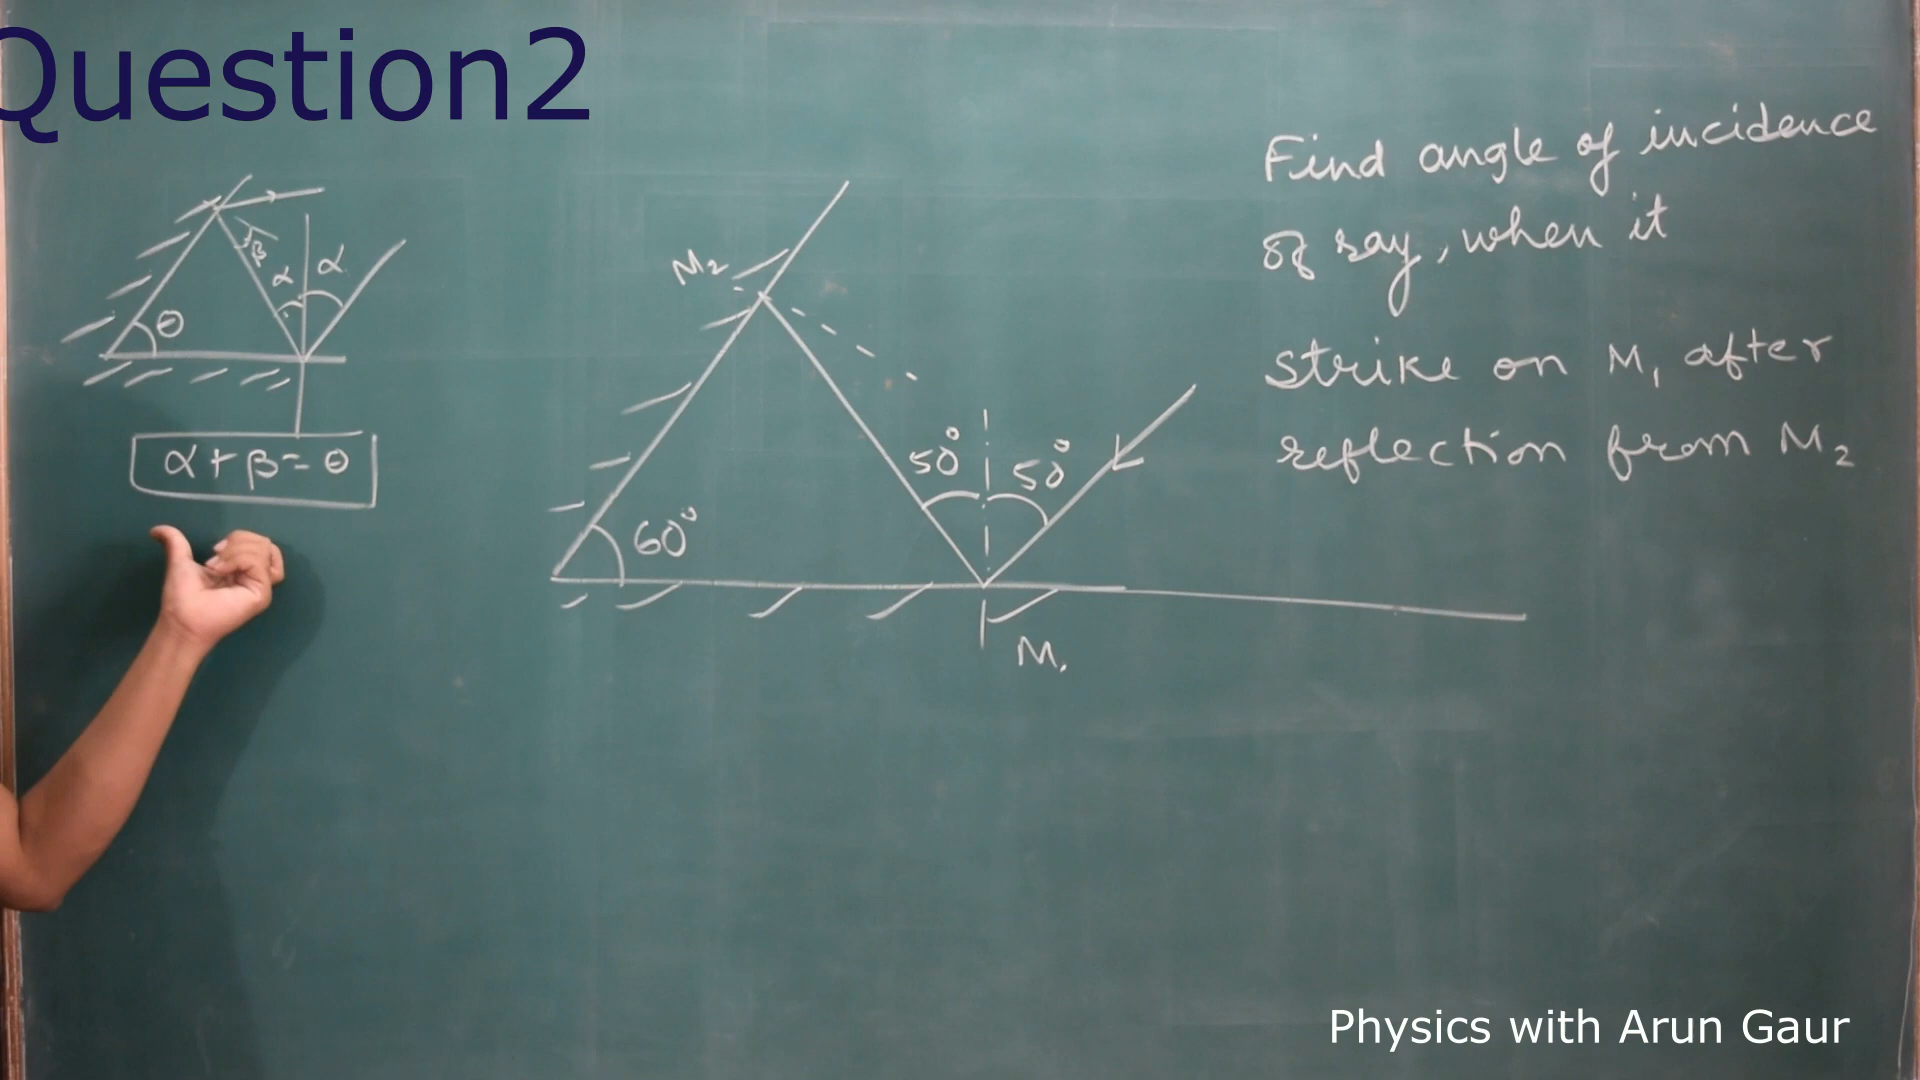 Question2
Find angle of incidence
of ray, when it
strike on M₁ after
reflection from M₂
β
α
α
θ
α+β=θ
M₂
50°
50°
60°
M₁
Physics with Arun Gaur